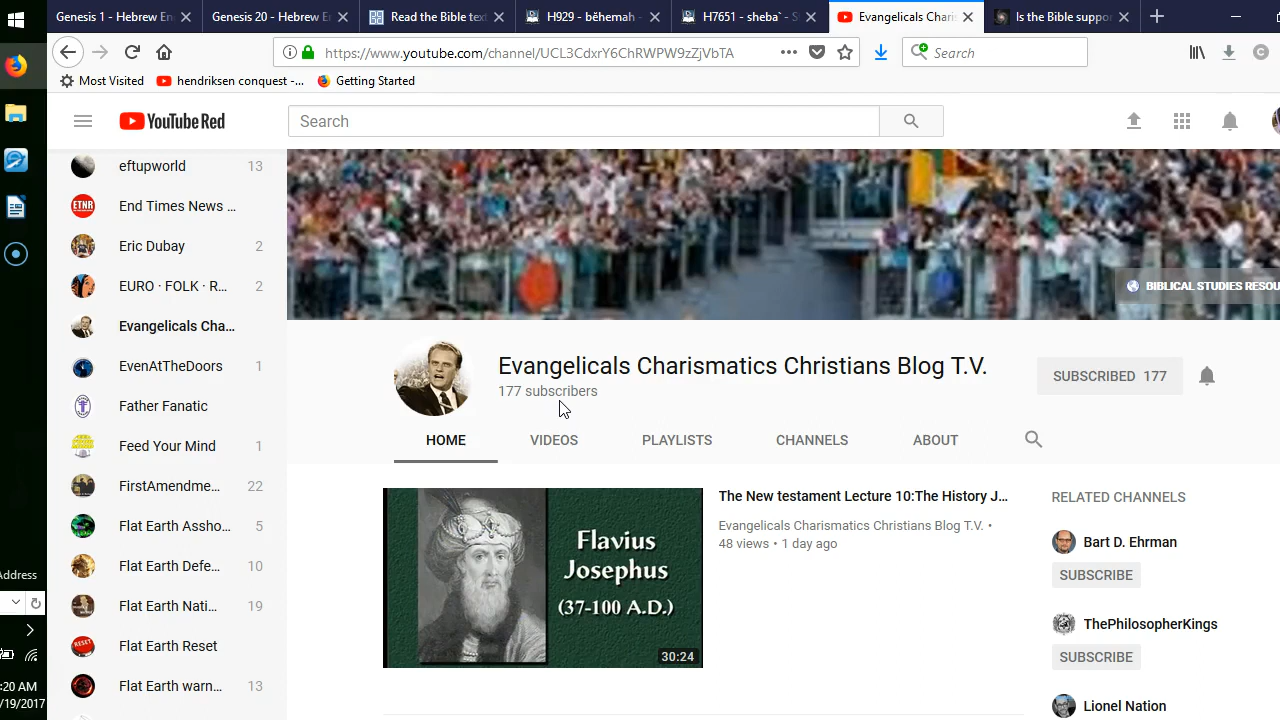 Genesis 1 - Hebrew En
Genesis 20 - Hebrew E
Read the Bible text
H929 - bĕhemah -
H7651 - sheba` - S
Evangelicals Charis
Is the Bible suppor
https://www.youtube.com/channel/UCL3CdxrY6ChRWPW9zZjVbTA
Search
Most Visited
hendriksen conquest -...
Getting Started
YouTube Red
Search
eftupworld 13
End Times News ...
Eric Dubay 2
EURO · FOLK · R... 2
Evangelicals Cha...
EvenAtTheDoors 1
Father Fanatic
Feed Your Mind 1
FirstAmendme... 22
Flat Earth Assho... 5
Flat Earth Defe... 10
Flat Earth Nati... 19
Flat Earth Reset
Flat Earth warn... 13
ETNR
RESET
BIBLICAL STUDIES RESOU
Evangelicals Charismatics Christians Blog T.V.
177 subscribers
SUBSCRIBED 177
HOME
VIDEOS
PLAYLISTS
CHANNELS
ABOUT
Flavius
Josephus
(37-100 A.D.)
30:24
The New testament Lecture 10:The History J...
Evangelicals Charismatics Christians Blog T.V. •
48 views • 1 day ago
RELATED CHANNELS
Bart D. Ehrman
SUBSCRIBE
ThePhilosopherKings
SUBSCRIBE
Lionel Nation
Address
:20 AM
/19/2017